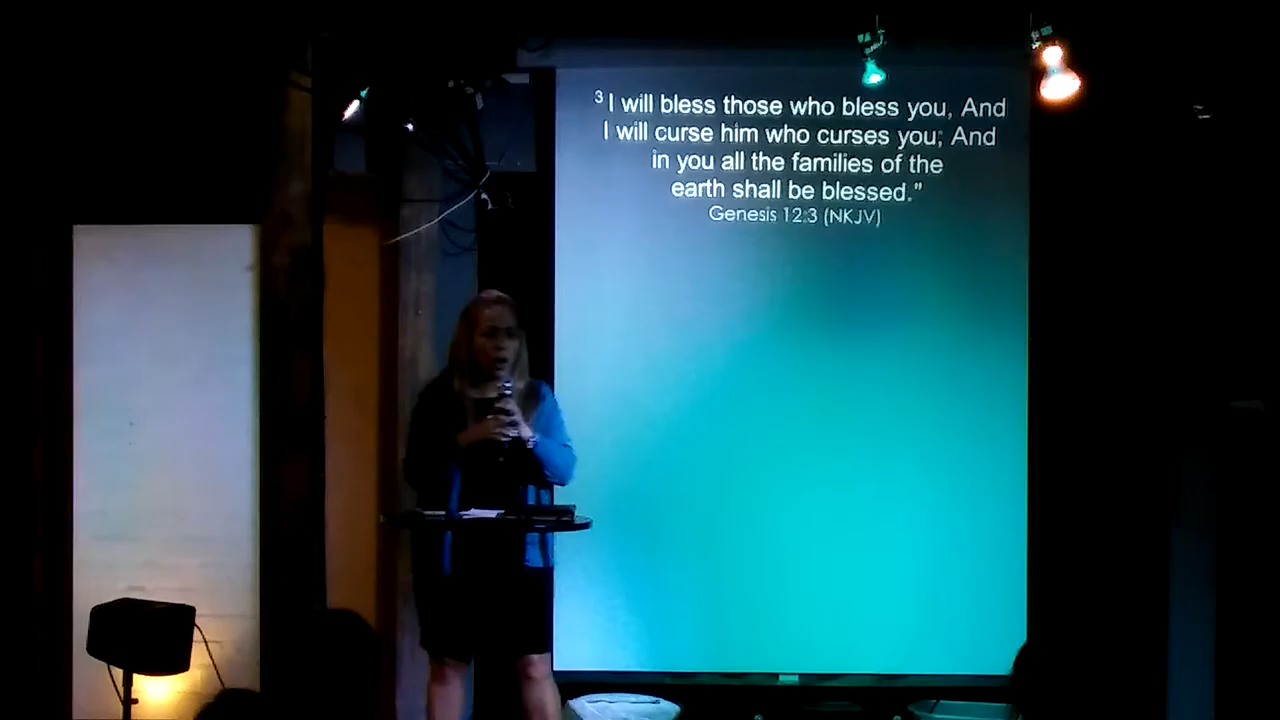 3 I will bless those who bless you, And
I will curse him who curses you; And
in you all the families of the
earth shall be blessed."
Genesis 12:3 (NKJV)